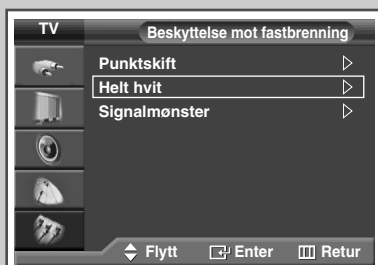 TV
Beskyttelse mot fastbrenning
Punktskift
Helt hvit
Signalmønster
Flytt Enter Retur